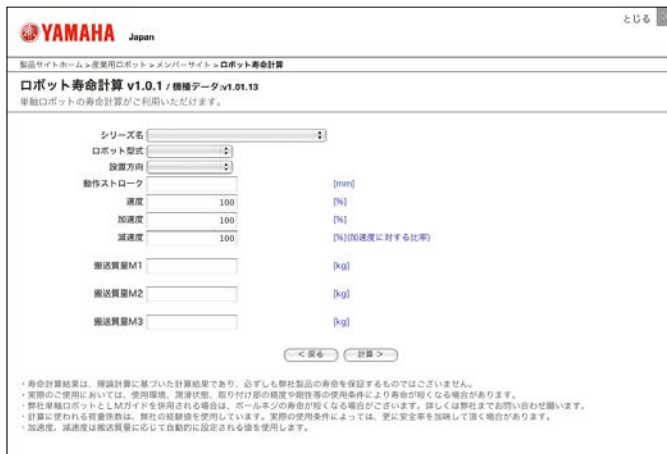 とじる
YAMAHA Japan
製品サイトホーム > 産業用ロボット > メンバーサイト > ロボット寿命計算
ロボット寿命計算 v1.0.1 / 機種データ:v1.01.13
単軸ロボットの寿命計算がご利用いただけます。
シリーズ名
ロボット型式
設置方向
動作ストローク [mm]
速度 100 [%]
加速度 100 [%]
減速度 100 [%](加速度に対する比率)
搬送質量M1 [kg]
搬送質量M2 [kg]
搬送質量M3 [kg]
< 戻る 計算 >
・寿命計算結果は、理論計算に基づいた計算結果であり、必ずしも弊社製品の寿命を保証するものではございません。
・実際のご使用においては、使用環境、潤滑状態、取り付け部の精度や剛性等の使用条件により寿命が短くなる場合があります。
・弊社単軸ロボットとLMガイドを併用される場合は、ボールネジの寿命が短くなる場合がございます。詳しくは弊社までお問い合わせ願います。
・計算に使われる荷重係数は、弊社の経験値を使用しています。実際の使用条件によっては、更に安全率を加味して頂く場合があります。
・加速度、減速度は搬送質量に応じて自動的に設定される値を使用します。